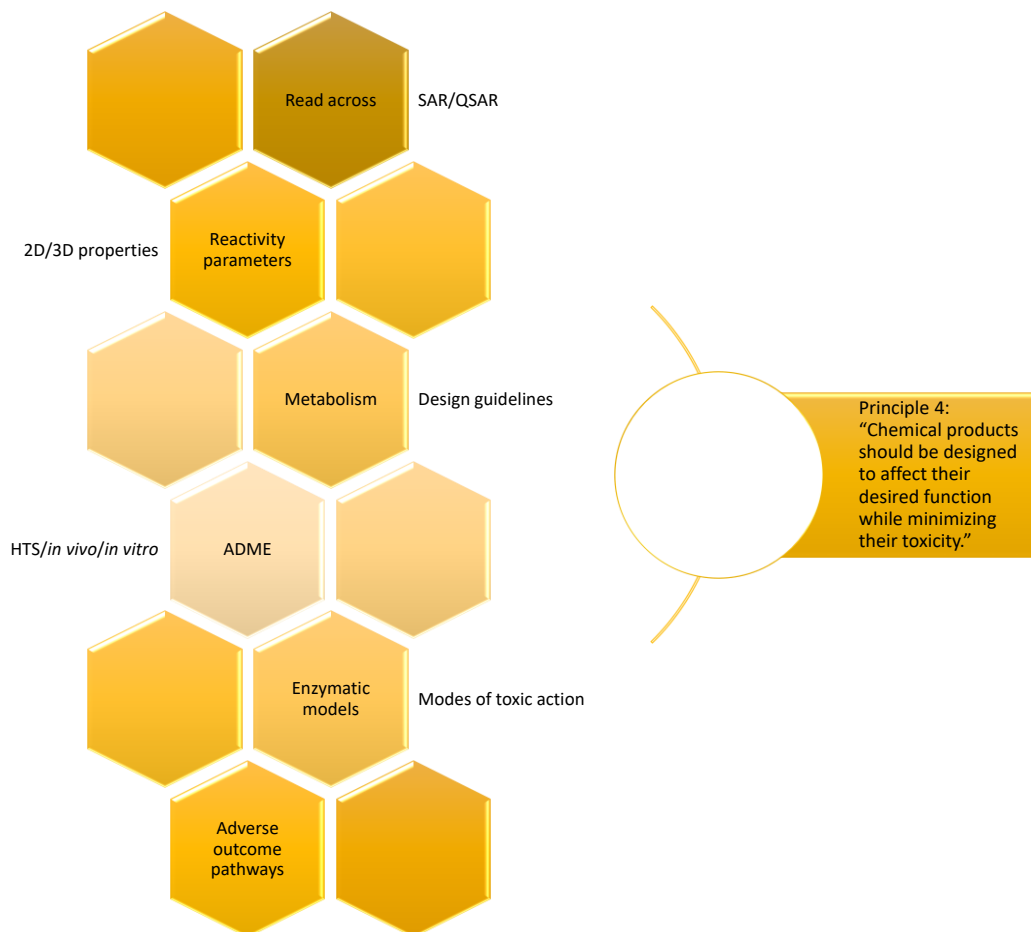 Read across
SAR/QSAR
2D/3D properties
Reactivity
parameters
Metabolism
Design guidelines
HTS/in vivo/in vitro
ADME
Enzymatic
models
Modes of toxic action
Adverse
outcome
pathways
Principle 4:
“Chemical products
should be designed
to affect their
desired function
while minimizing
their toxicity.”